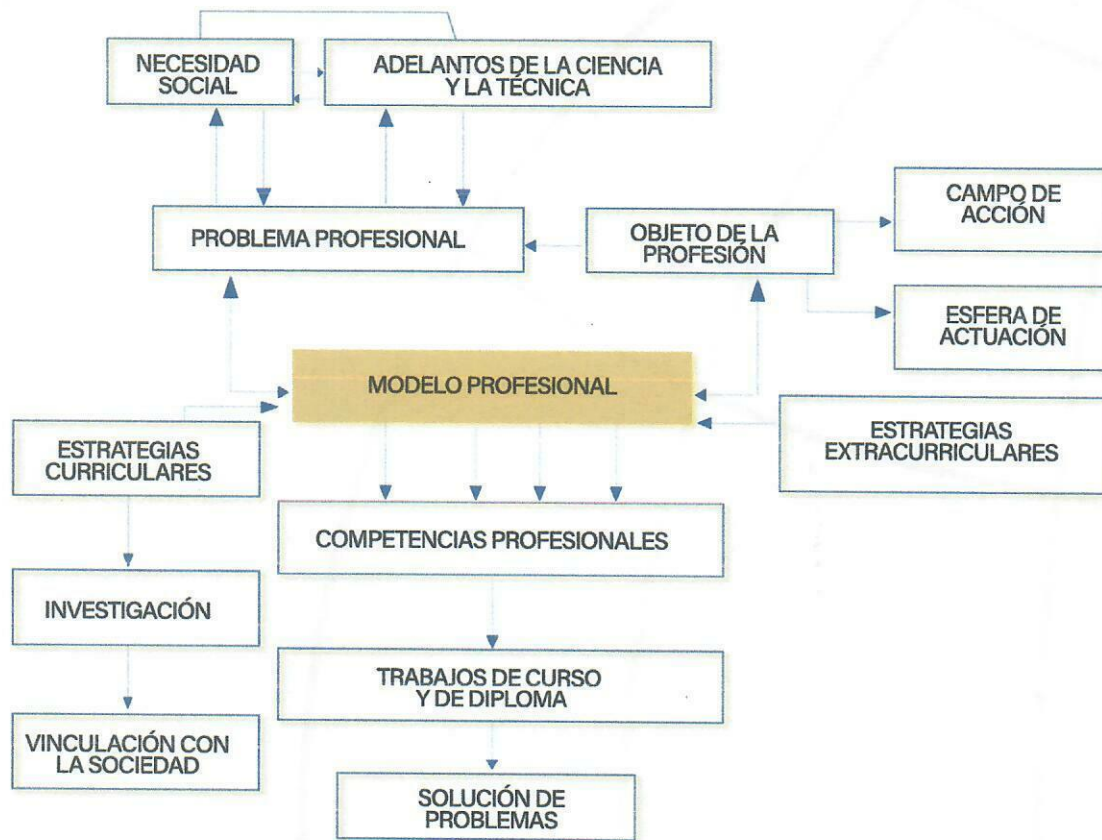 NECESIDAD
SOCIAL
ADELANTOS DE LA CIENCIA
Y LA TÉCNICA
PROBLEMA PROFESIONAL
OBJETO DE LA
PROFESIÓN
CAMPO DE
ACCIÓN
ESFERA DE
ACTUACIÓN
MODELO PROFESIONAL
ESTRATEGIAS
CURRICULARES
ESTRATEGIAS
EXTRACURRICULARES
COMPETENCIAS PROFESIONALES
INVESTIGACIÓN
TRABAJOS DE CURSO
Y DE DIPLOMA
VINCULACIÓN CON
LA SOCIEDAD
SOLUCIÓN DE
PROBLEMAS